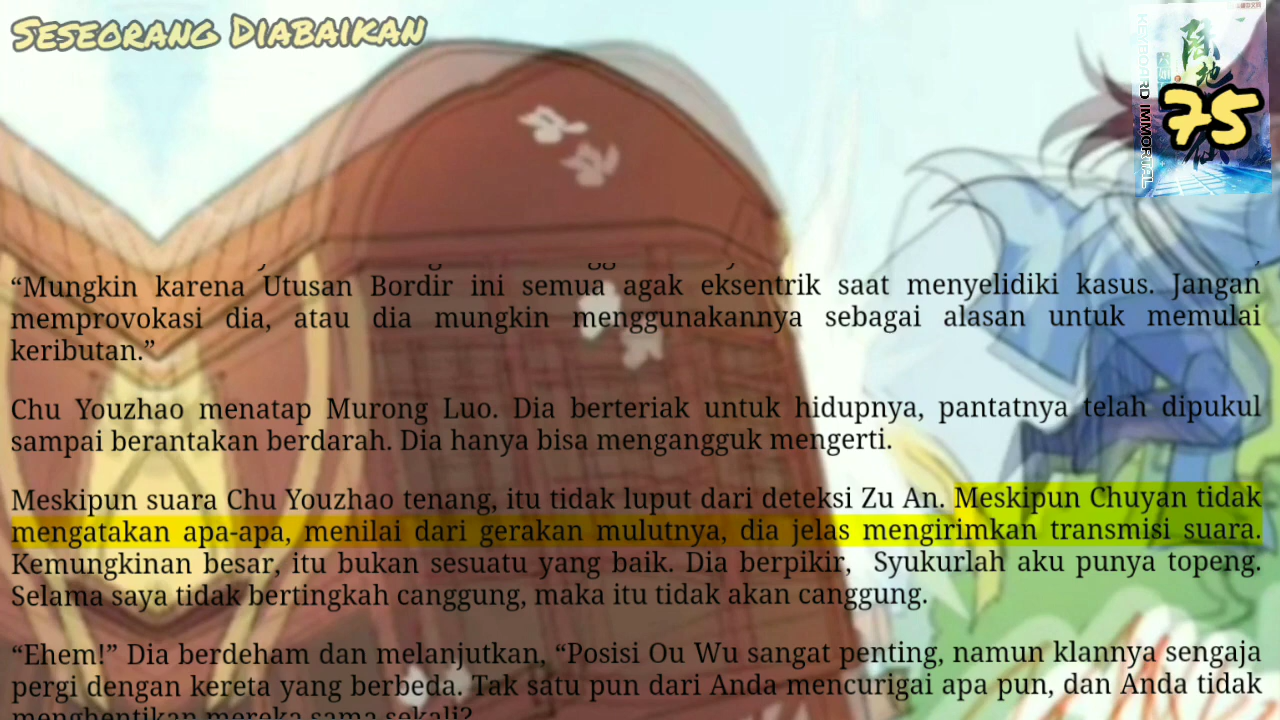 Seseorang Diabaikan
75
KEYBOARD IMMORTAL
“Mungkin karena Utusan Bordir ini semua agak eksentrik saat menyelidiki kasus. Jangan
memprovokasi dia, atau dia mungkin menggunakannya sebagai alasan untuk memulai
keributan.”
Chu Youzhao menatap Murong Luo. Dia berteriak untuk hidupnya, pantatnya telah dipukul
sampai berantakan berdarah. Dia hanya bisa mengangguk mengerti.
Meskipun suara Chu Youzhao tenang, itu tidak luput dari deteksi Zu An. Meskipun Chuyan tidak
mengatakan apa-apa, menilai dari gerakan mulutnya, dia jelas mengirimkan transmisi suara.
Kemungkinan besar, itu bukan sesuatu yang baik. Dia berpikir, Syukurlah aku punya topeng.
Selama saya tidak bertingkah canggung, maka itu tidak akan canggung.
“Ehem!” Dia berdeham dan melanjutkan, “Posisi Ou Wu sangat penting, namun klannya sengaja
pergi dengan kereta yang berbeda. Tak satu pun dari Anda mencurigai apa pun, dan Anda tidak
menghentikan mereka sama sekali?